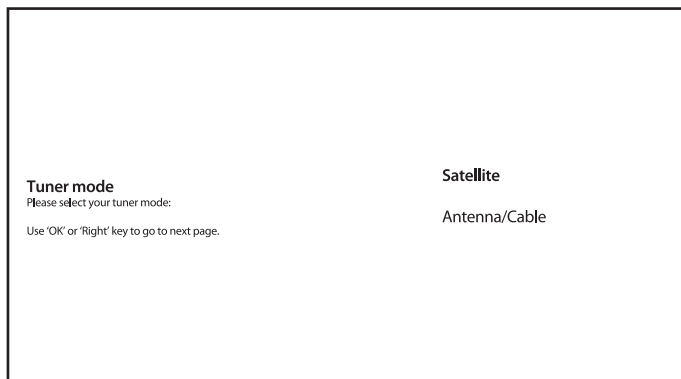 Tuner mode
Please select your tuner mode:
Use ‘OK’ or ‘Right’ key to go to next page.
Satellite
Antenna/Cable